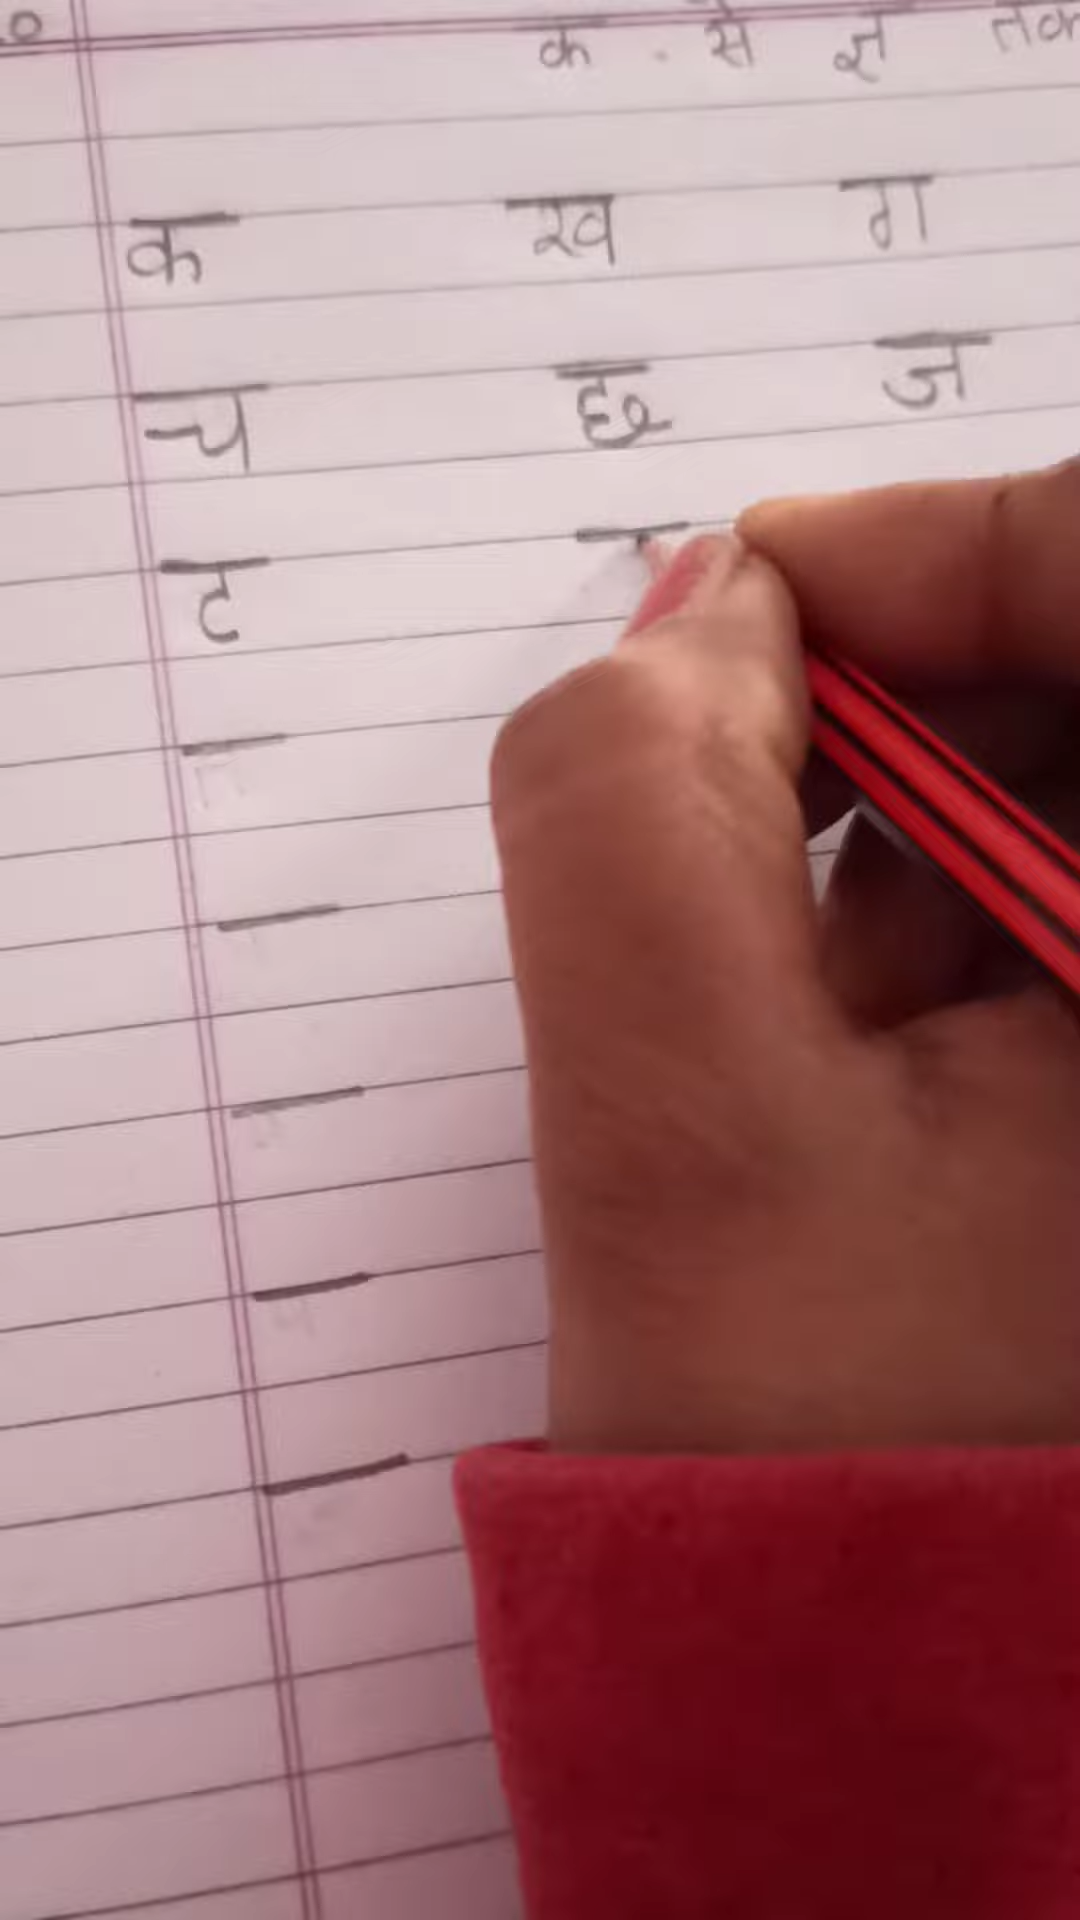 क - से ज्ञ तक
क ख ग
च छ ज
ट